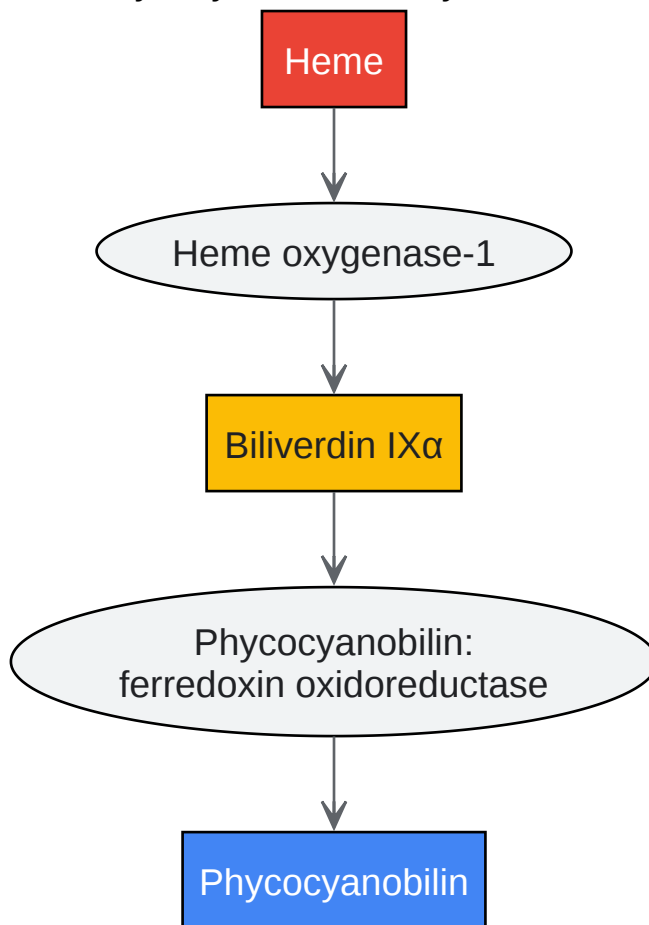 Heme
Heme oxygenase-1
Biliverdin IXα
Phycocyanobilin:
ferredoxin oxidoreductase
Phycocyanobilin